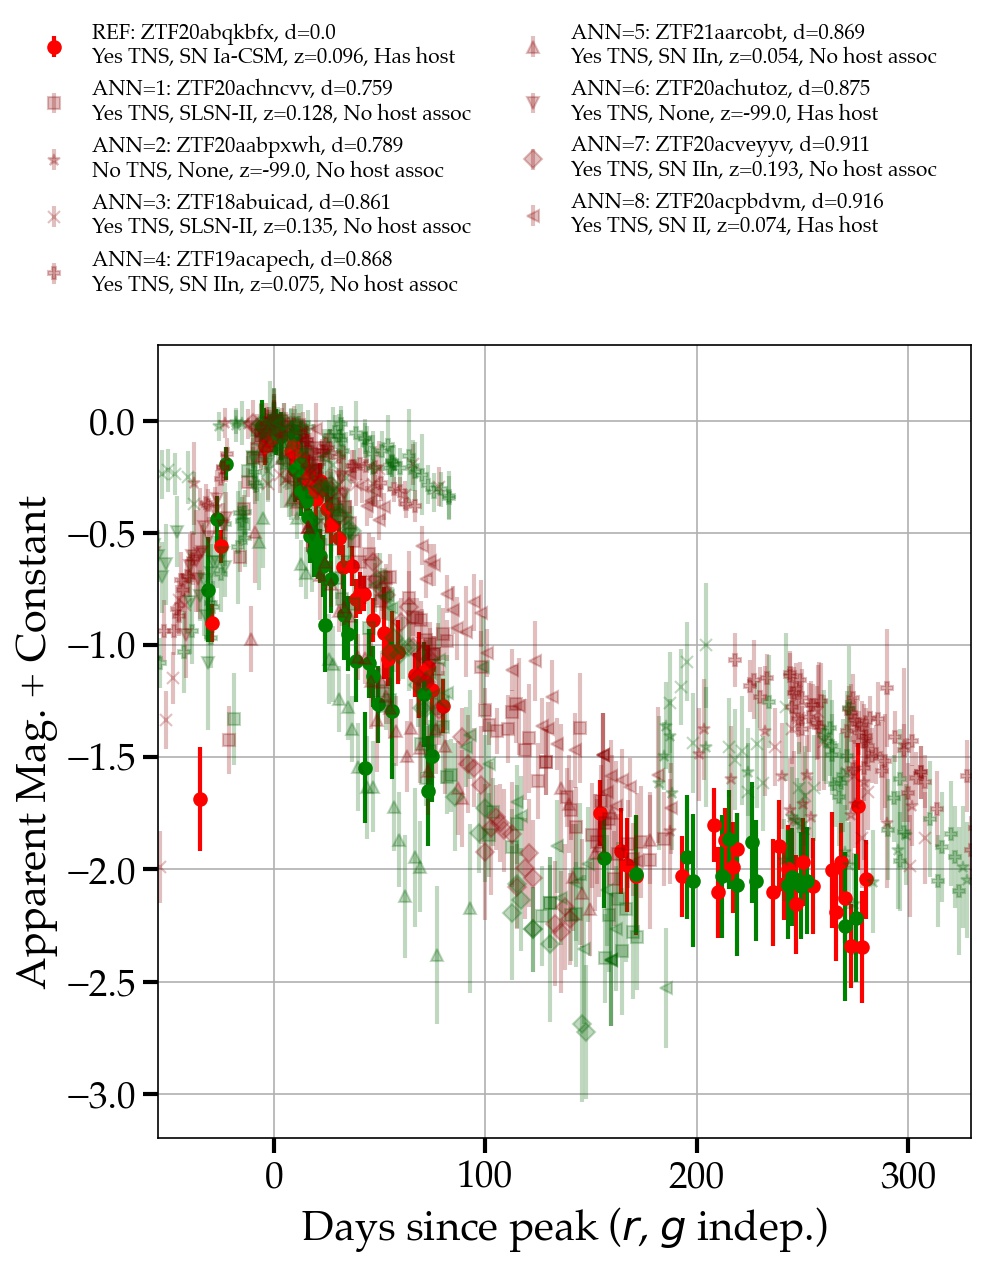 REF: ZTF20abqkbfx, d=0.0
Yes TNS, SN Ia-CSM, z=0.096, Has host
ANN=1: ZTF20achncvv, d=0.759
Yes TNS, SLSN-II, z=0.128, No host assoc
ANN=2: ZTF20aabpxwh, d=0.789
No TNS, None, z=-99.0, No host assoc
ANN=3: ZTF18abuicad, d=0.861
Yes TNS, SLSN-II, z=0.135, No host assoc
ANN=4: ZTF19acapech, d=0.868
Yes TNS, SN IIn, z=0.075, No host assoc
ANN=5: ZTF21aarcobt, d=0.869
Yes TNS, SN IIn, z=0.054, No host assoc
ANN=6: ZTF20achutoz, d=0.875
Yes TNS, None, z=-99.0, Has host
ANN=7: ZTF20acveyyv, d=0.911
Yes TNS, SN IIn, z=0.193, No host assoc
ANN=8: ZTF20acpbdvm, d=0.916
Yes TNS, SN II, z=0.074, Has host
Apparent Mag. + Constant
0.0
−0.5
−1.0
−1.5
−2.0
−2.5
−3.0
0 100 200 300
Days since peak (r, g indep.)